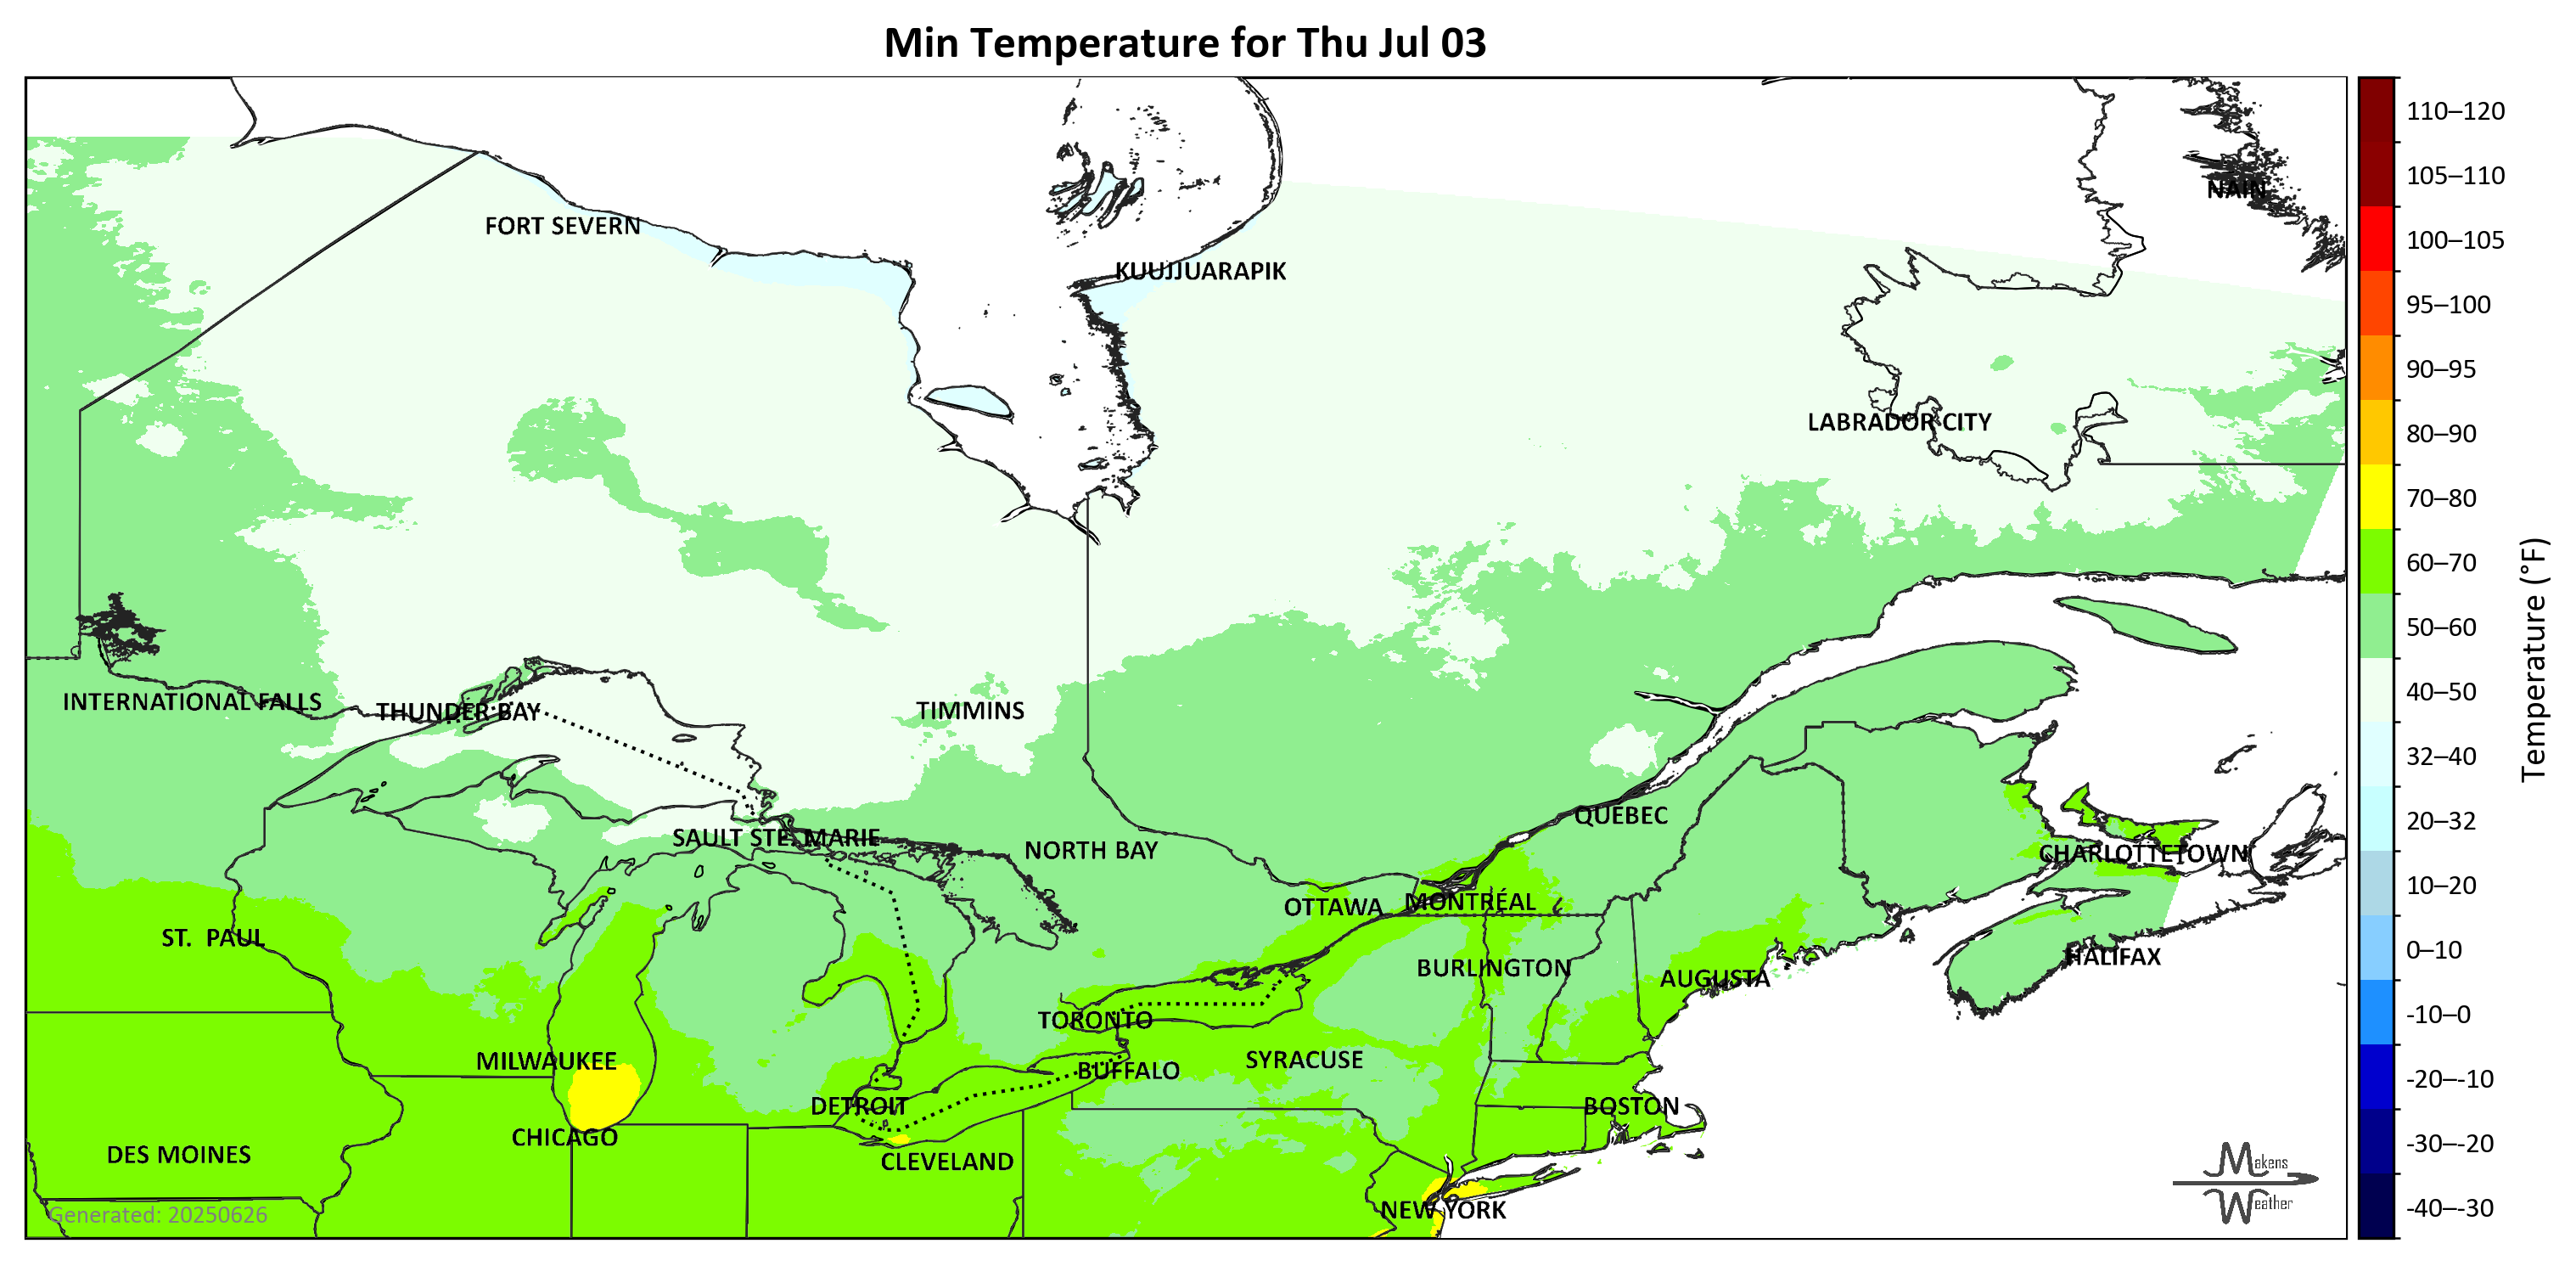 Min Temperature for Thu Jul 03
110–120
105–110
NAIN
FORT SEVERN
100–105
KUUJJUARAPIK
95–100
90–95
LABRADOR CITY
80–90
70–80
60–70
50–60
Temperature (°F)
40–50
INTERNATIONAL FALLS
THUNDER BAY
TIMMINS
32–40
QUÉBEC
20–32
SAULT STE. MARIE
NORTH BAY
CHARLOTTETOWN
10–20
OTTAWA
MONTRÉAL
ST. PAUL
0–10
HALIFAX
BURLINGTON
AUGUSTA
-10–0
TORONTO
MILWAUKEE
SYRACUSE
BUFFALO
-20–-10
DETROIT
BOSTON
CHICAGO
-30–-20
DES MOINES
CLEVELAND
Makens
Weather
NEW YORK
-40–-30
Generated: 20250626